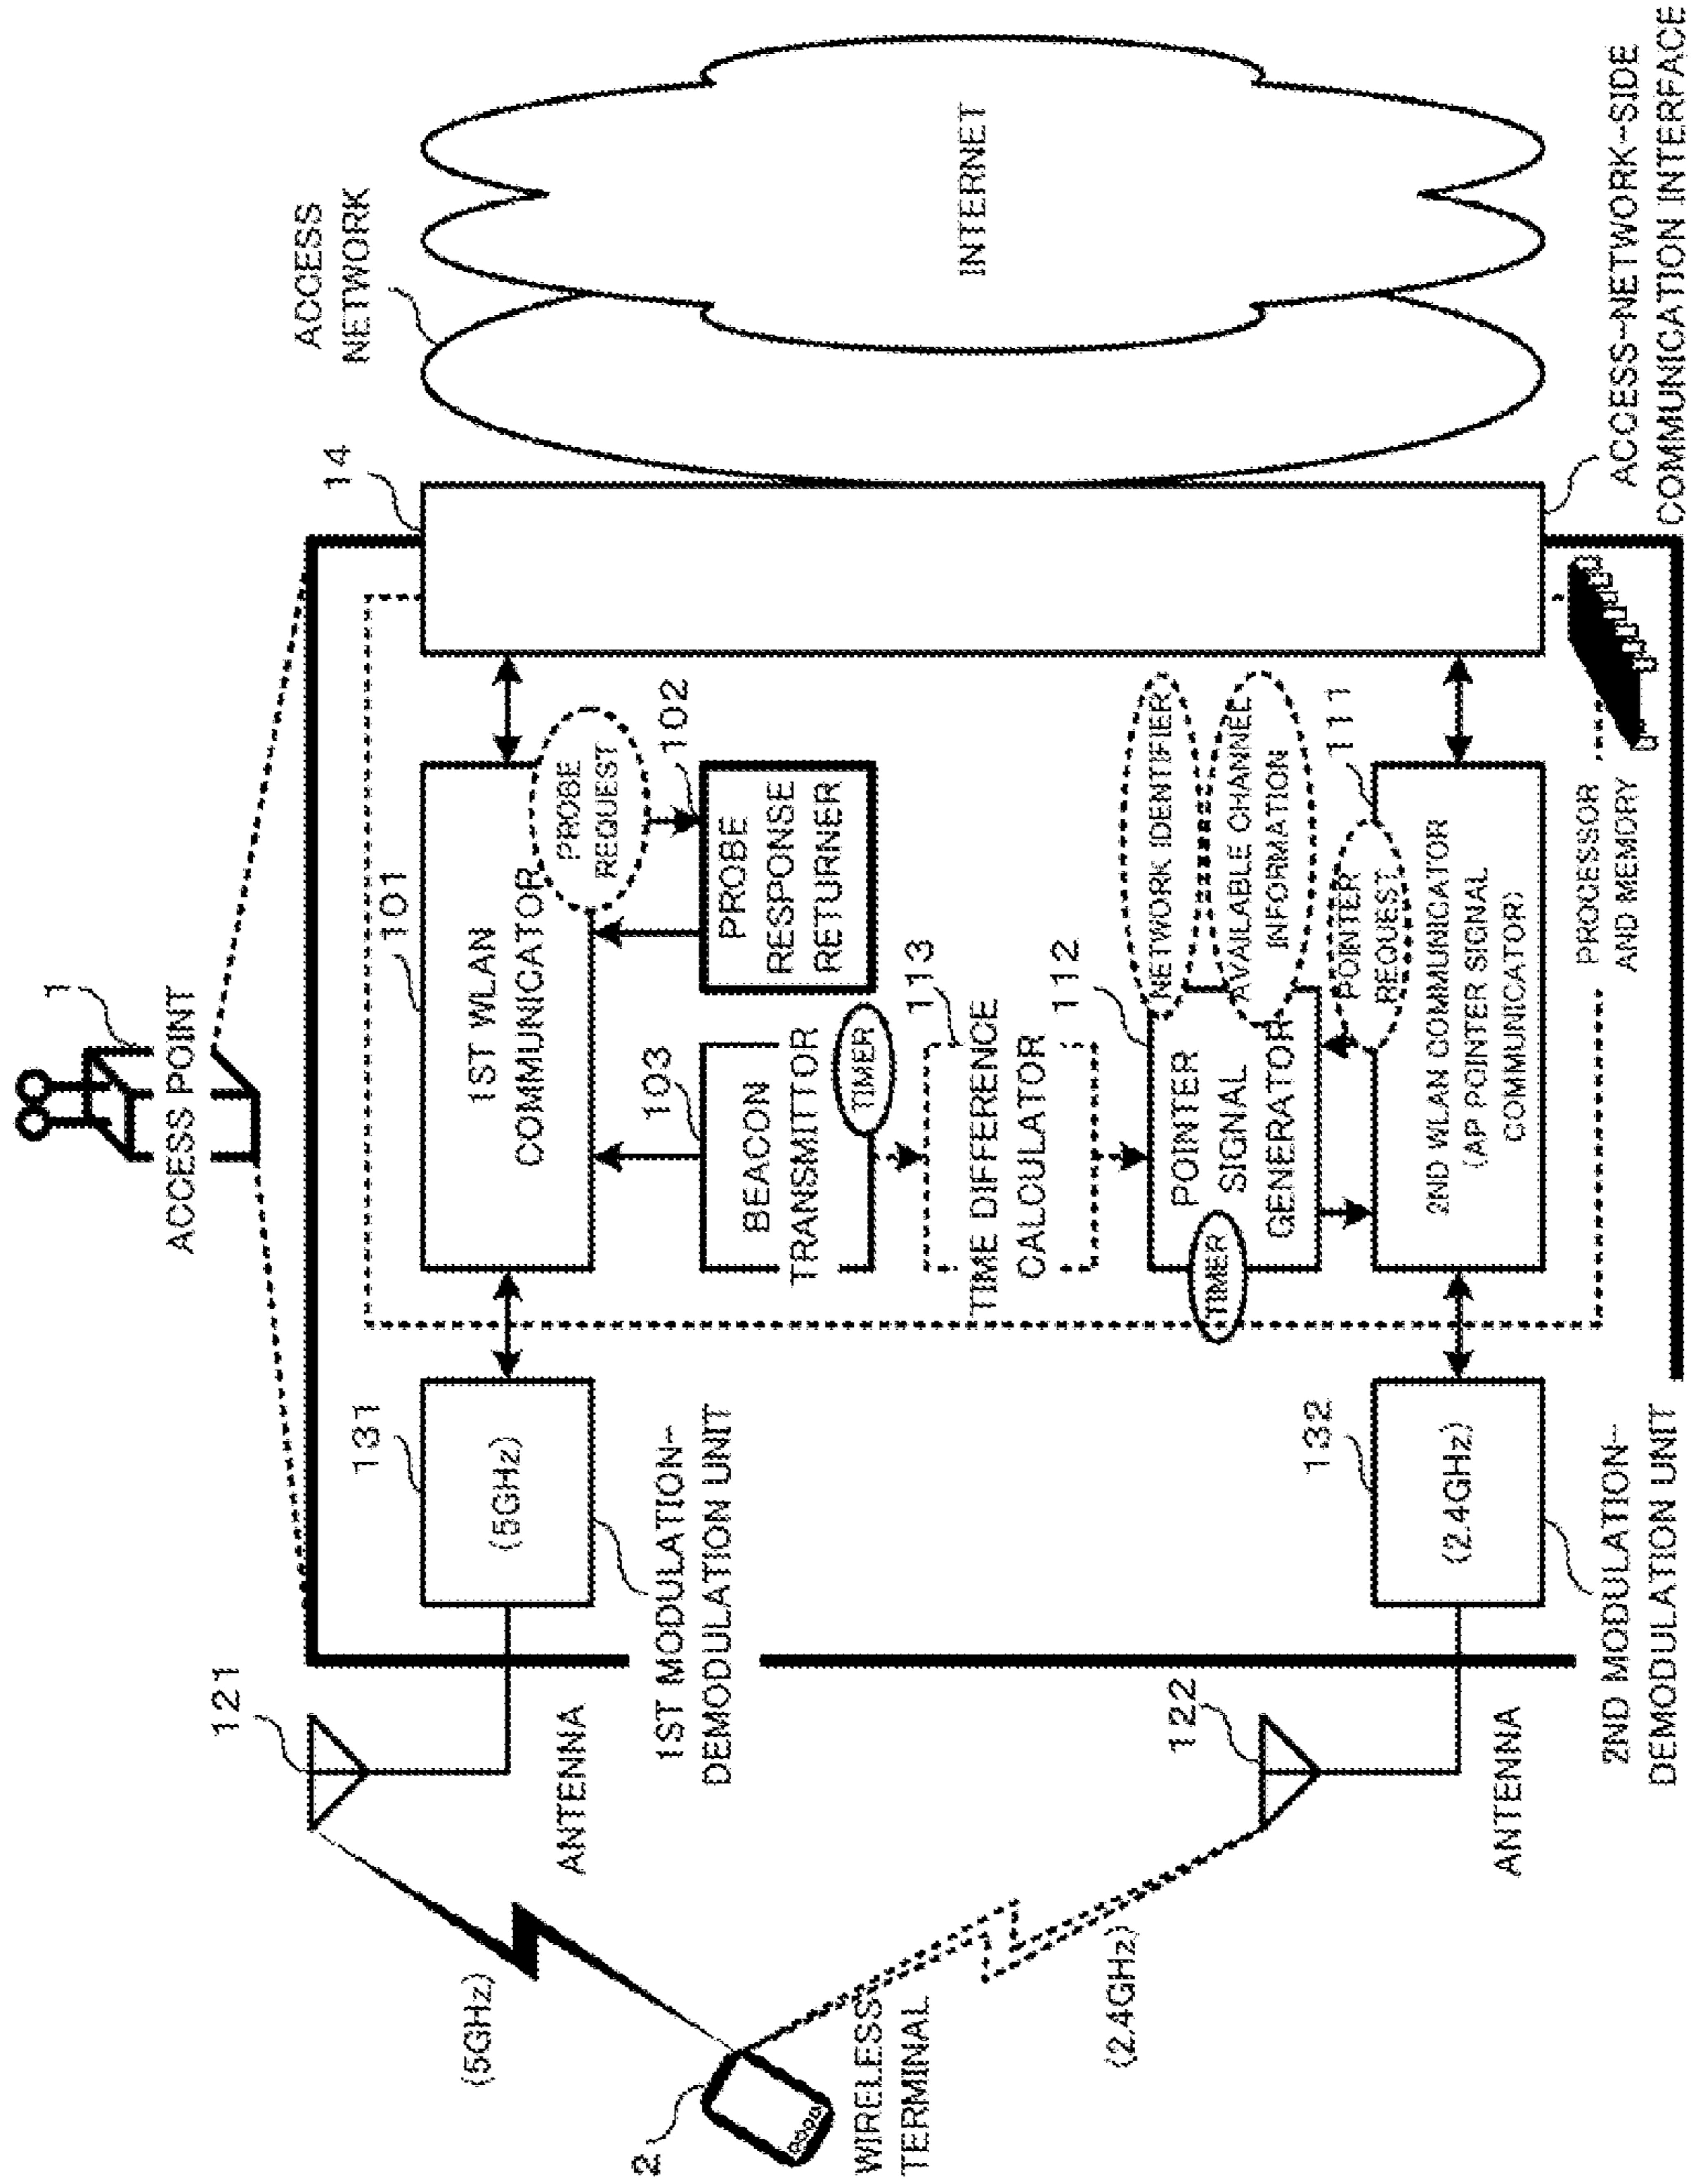 1
ACCESS POINT
121
ANTENNA
(5GHz)
131
(5GHz)
1ST MODULATION-
DEMODULATION UNIT
101
1ST WLAN
COMMUNICATOR
PROBE
REQUEST
102
PROBE
RESPONSE
RETURNER
103
BEACON
TRANSMITTOR
TIMER
14
ACCESS
NETWORK
INTERNET
2
WIRELESS
TERMINAL
113
TIME DIFFERENCE
CALCULATOR
112
POINTER
SIGNAL
GENERATOR
TIMER
NETWORK IDENTIFIER
AVAILABLE CHANNEL
INFORMATION
POINTER
REQUEST
111
2ND WLAN COMMUNICATOR
(AP POINTER SIGNAL
COMMUNICATOR)
(2.4GHz)
122
ANTENNA
132
(2.4GHz)
2ND MODULATION-
DEMODULATION UNIT
PROCESSOR
AND MEMORY
ACCESS-NETWORK-SIDE
COMMUNICATION INTERFACE